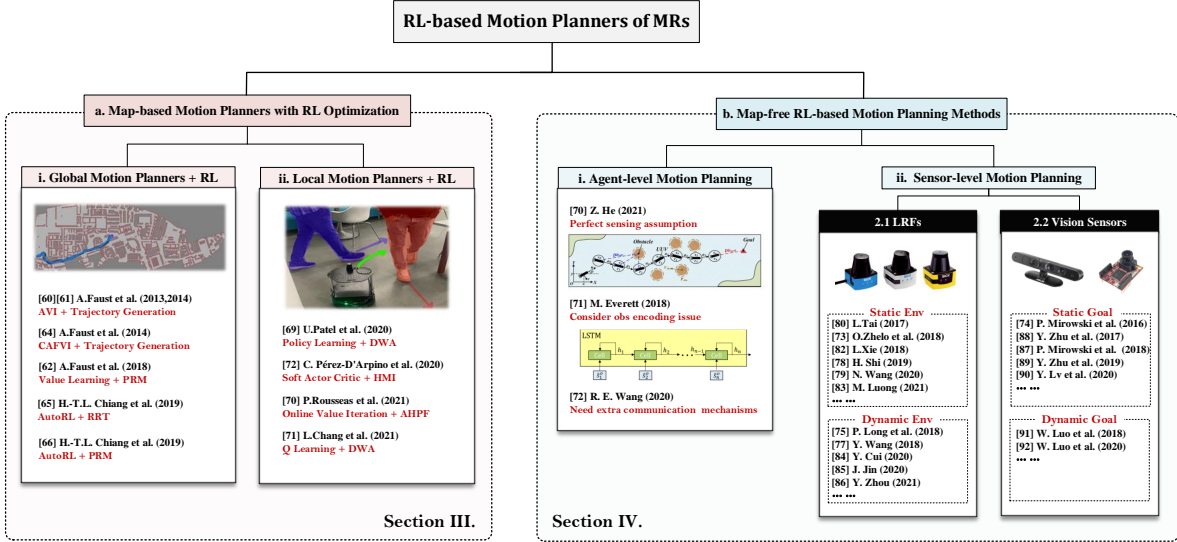 RL-based Motion Planners of MRs
a. Map-based Motion Planners with RL Optimization
i. Global Motion Planners + RL
[60][61] A.Faust et al. (2013,2014)
AVI + Trajectory Generation
[64] A.Faust et al. (2014)
CAFVI + Trajectory Generation
[62] A.Faust et al. (2018)
Value Learning + PRM
[65] H.-T.L. Chiang et al. (2019)
AutoRL + RRT
[66] H.-T.L. Chiang et al. (2019)
AutoRL + PRM
ii. Local Motion Planners + RL
[69] U.Patel et al. (2020)
Policy Learning + DWA
[72] C. Pérez-D'Arpino et al. (2020)
Soft Actor Critic + HMI
[70] P.Rousseas et al. (2021)
Online Value Iteration + AHPF
[71] L.Chang et al. (2021)
Q Learning + DWA
Section III.
b. Map-free RL-based Motion Planning Methods
i. Agent-level Motion Planning
[70] Z. He (2021)
Perfect sensing assumption
Obstacle
UUV
Goal
[71] M. Everett (2018)
Consider obs encoding issue
LSTM
Cell
h₁
Cell
h₂
hₙ₋₁
Cell
hₙ
[72] R. E. Wang (2020)
Need extra communication mechanisms
ii. Sensor-level Motion Planning
2.1 LRFs
Static Env
[80] L.Tai (2017)
[73] O.Zhelo et al. (2018)
[82] L.Xie (2018)
[78] H. Shi (2019)
[79] N. Wang (2020)
[83] M. Luong (2021)
... ...
Dynamic Env
[75] P. Long et al. (2018)
[77] Y. Wang (2018)
[84] Y. Cui (2020)
[85] J. Jin (2020)
[86] Y. Zhou (2021)
... ...
2.2 Vision Sensors
Static Goal
[74] P. Mirowski et al. (2016)
[88] Y. Zhu et al. (2017)
[87] P. Mirowski et al. (2018)
[89] Y. Zhu et al. (2019)
[90] Y. Lv et al. (2020)
... ...
Dynamic Goal
[91] W. Luo et al. (2018)
[92] W. Luo et al. (2020)
... ...
Section IV.